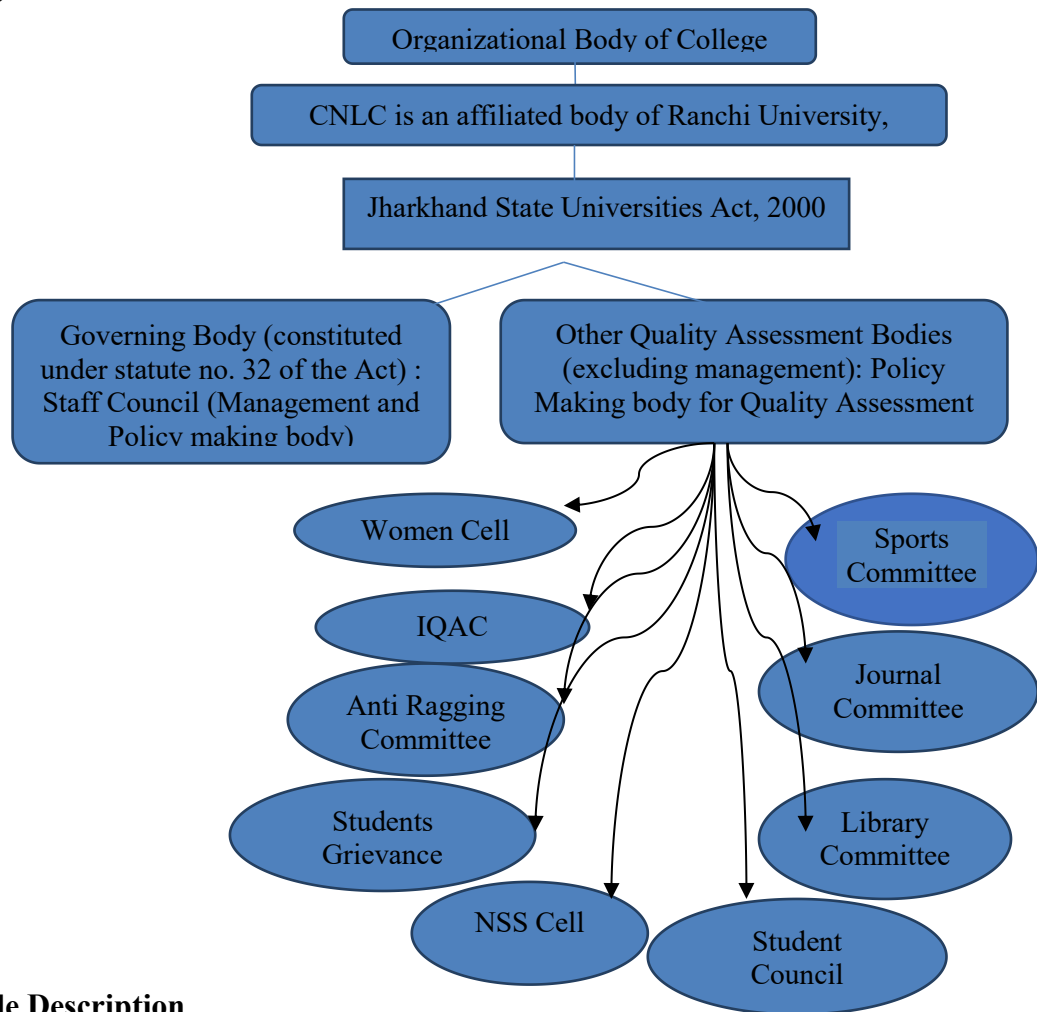 Organizational Body of College
CNLC is an affiliated body of Ranchi University,
Jharkhand State Universities Act, 2000
Governing Body (constituted
under statute no. 32 of the Act) :
Staff Council (Management and
Policy making body)
Other Quality Assessment Bodies
(excluding management): Policy
Making body for Quality Assessment
Women Cell
Sports
Committee
IQAC
Journal
Committee
Anti Ragging
Committee
Students
Grievance
Library
Committee
NSS Cell
Student
Council
Description